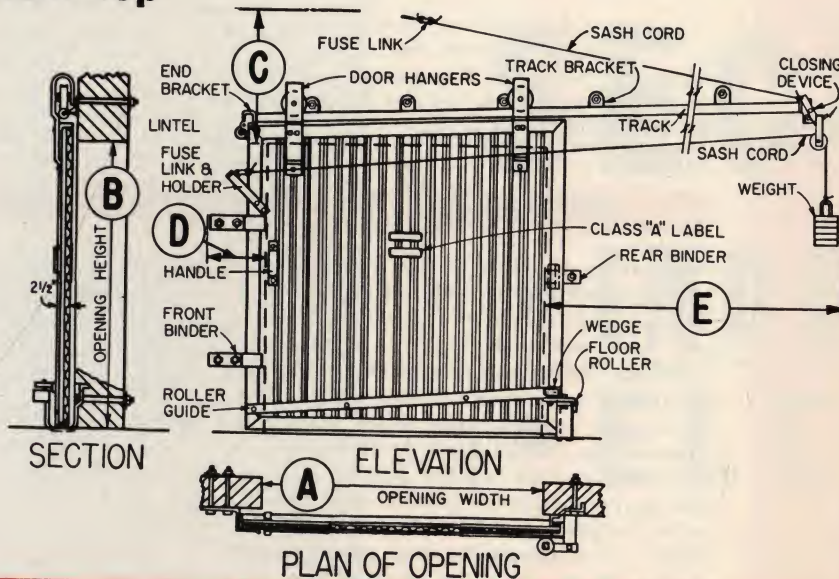 FUSE LINK
SASH CORD
CLOSING
DEVICE
C
END
BRACKET
DOOR HANGERS
TRACK BRACKET
LINTEL
TRACK
SASH CORD
FUSE
LINK &
HOLDER
B
OPENING HEIGHT
WEIGHT
D
HANDLE
CLASS "A" LABEL
REAR BINDER
2½"
E
FRONT
BINDER
WEDGE
FLOOR
ROLLER
ROLLER
GUIDE
SECTION
ELEVATION
A
OPENING WIDTH
PLAN OF OPENING